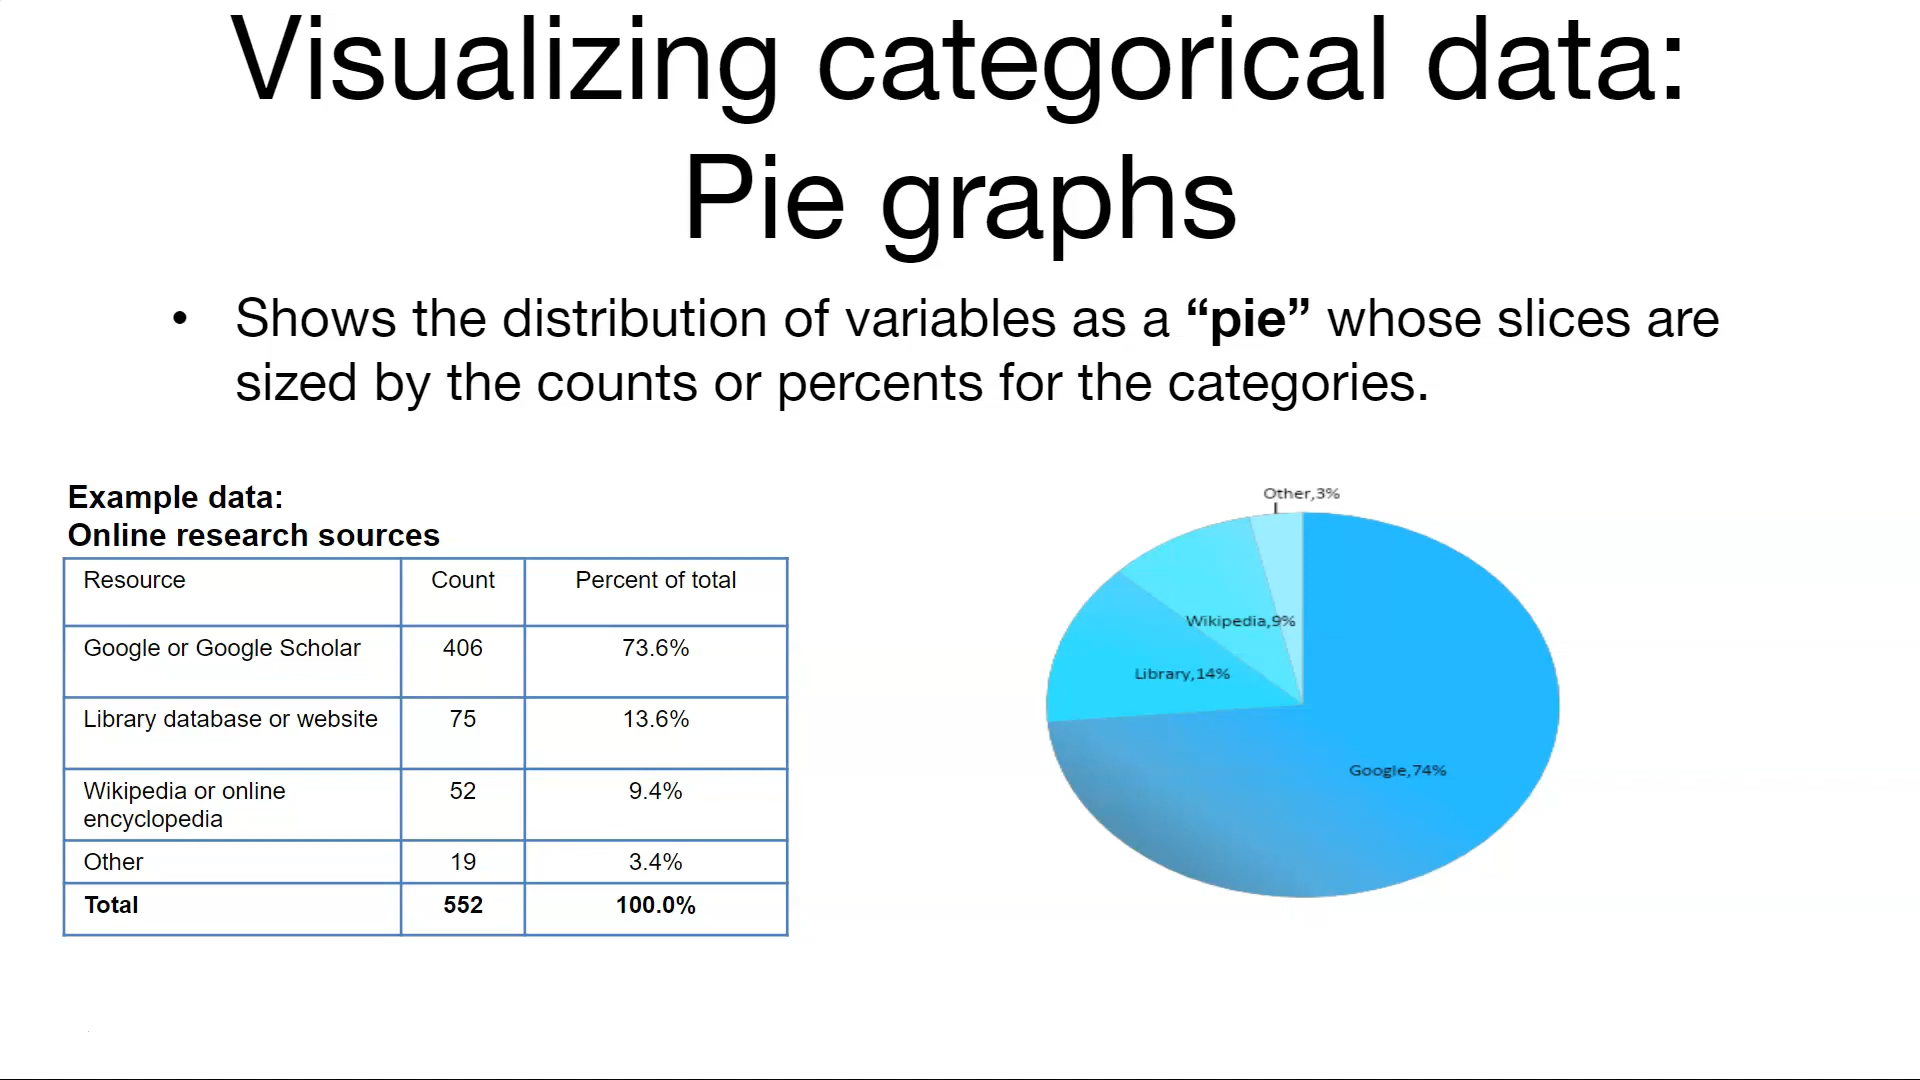 Visualizing categorical data:
Pie graphs
• Shows the distribution of variables as a “pie” whose slices are
sized by the counts or percents for the categories.
Example data:
Online research sources
Resource Count Percent of total
Google or Google Scholar 406 73.6%
Library database or website 75 13.6%
Wikipedia or online 52 9.4%
encyclopedia
Other 19 3.4%
Total 552 100.0%
Other,3%
Wikipedia,9%
Library,14%
Google,74%